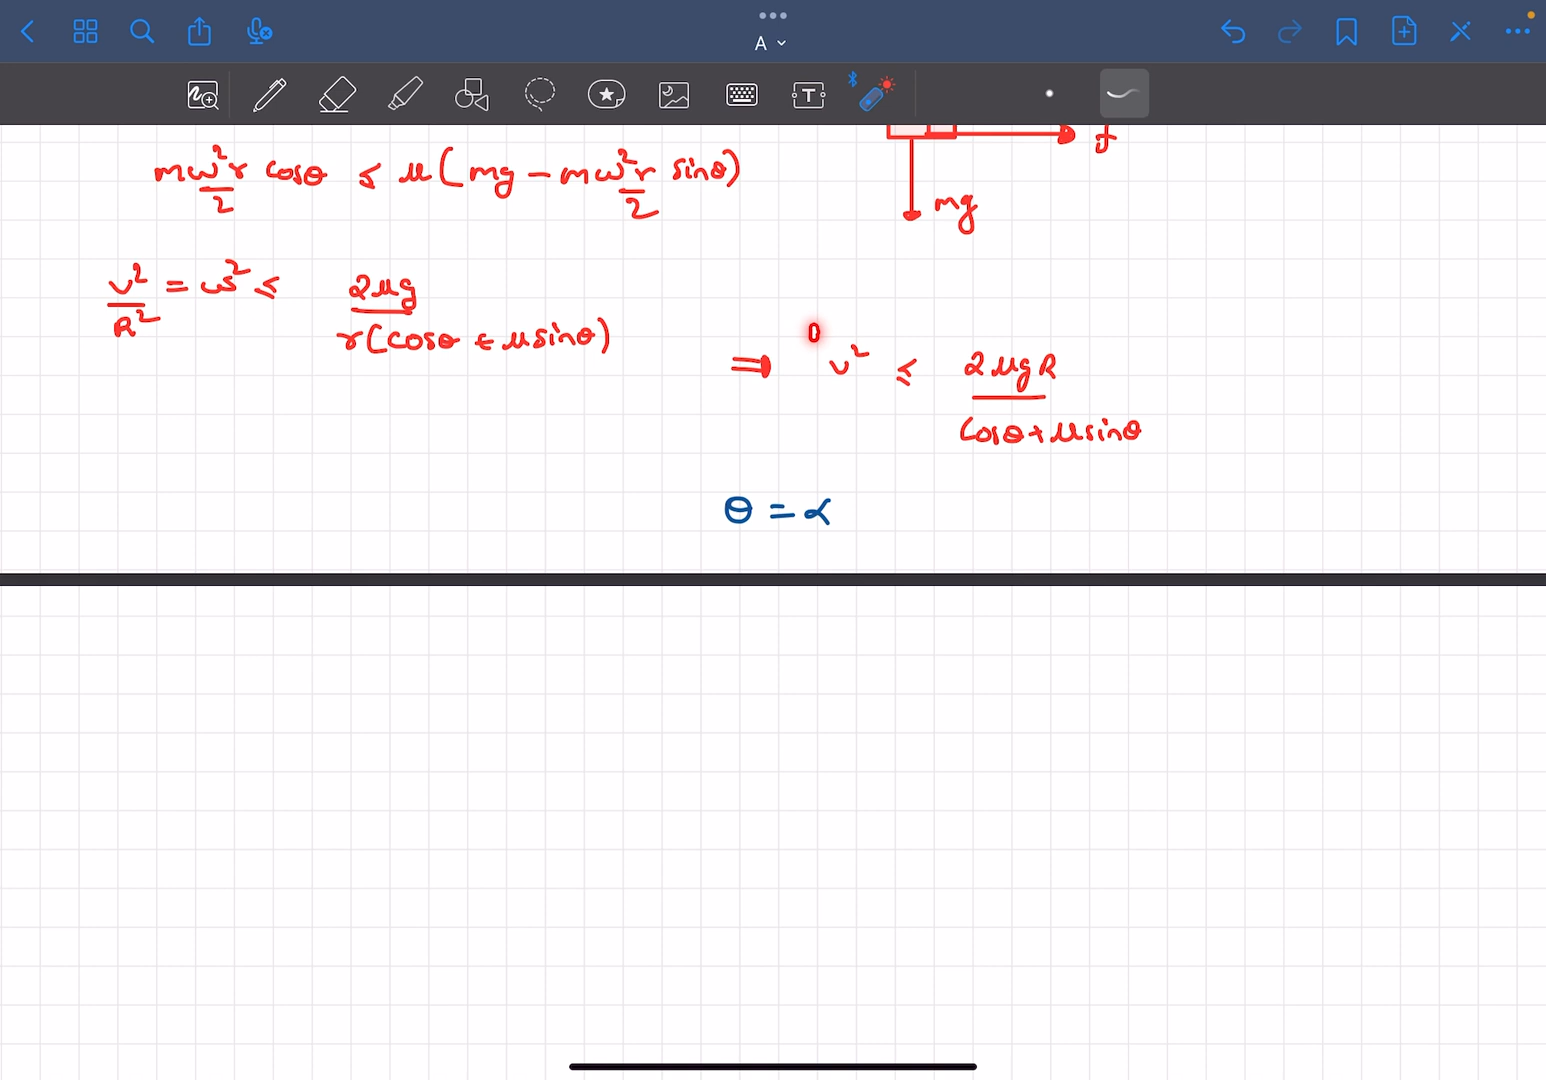 A
f
mω²r/2 cosθ ≤ μ(mg − mω²r/2 sinθ)
mg
v²/R² = ω² ≤ 2μg / r(cosθ + μsinθ)
⇒ v² ≤ 2μgR / cosθ + μsinθ
θ = α